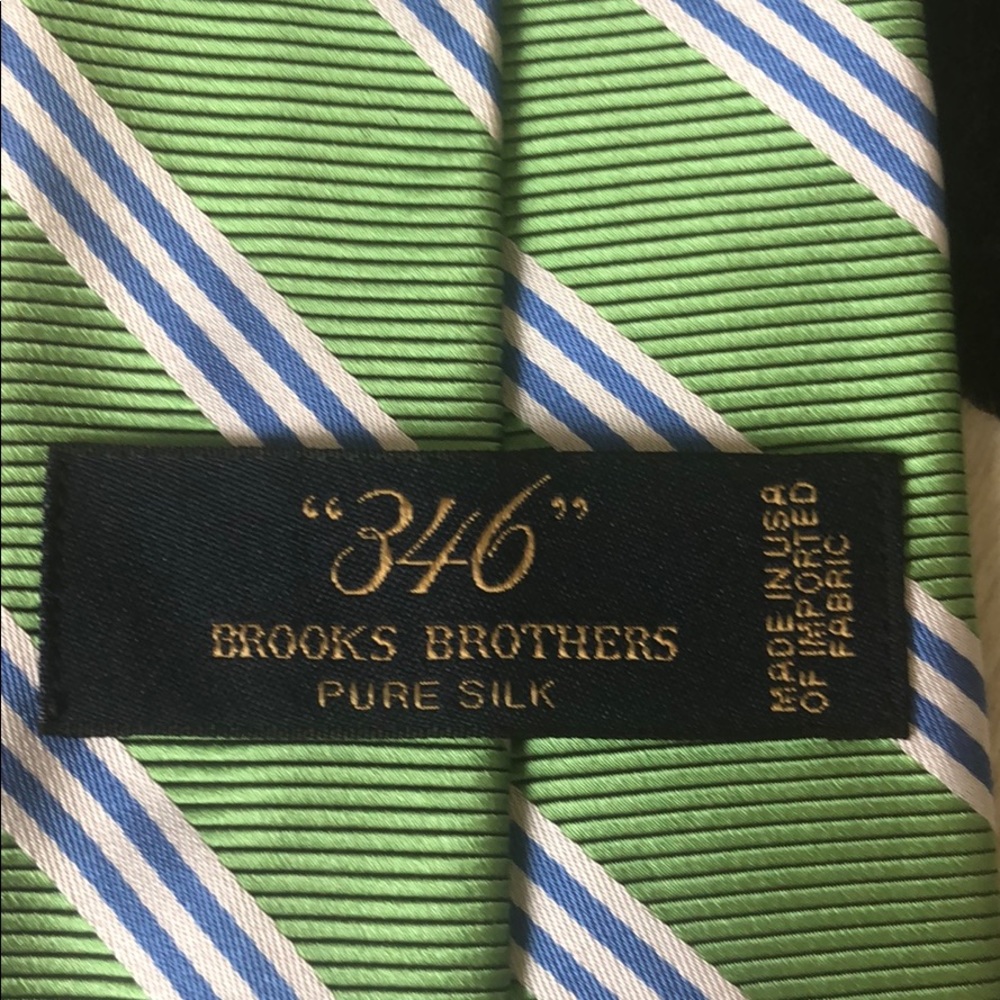 “346”
BROOKS BROTHERS
PURE SILK
MADE IN USA
OF IMPORTED
FABRIC